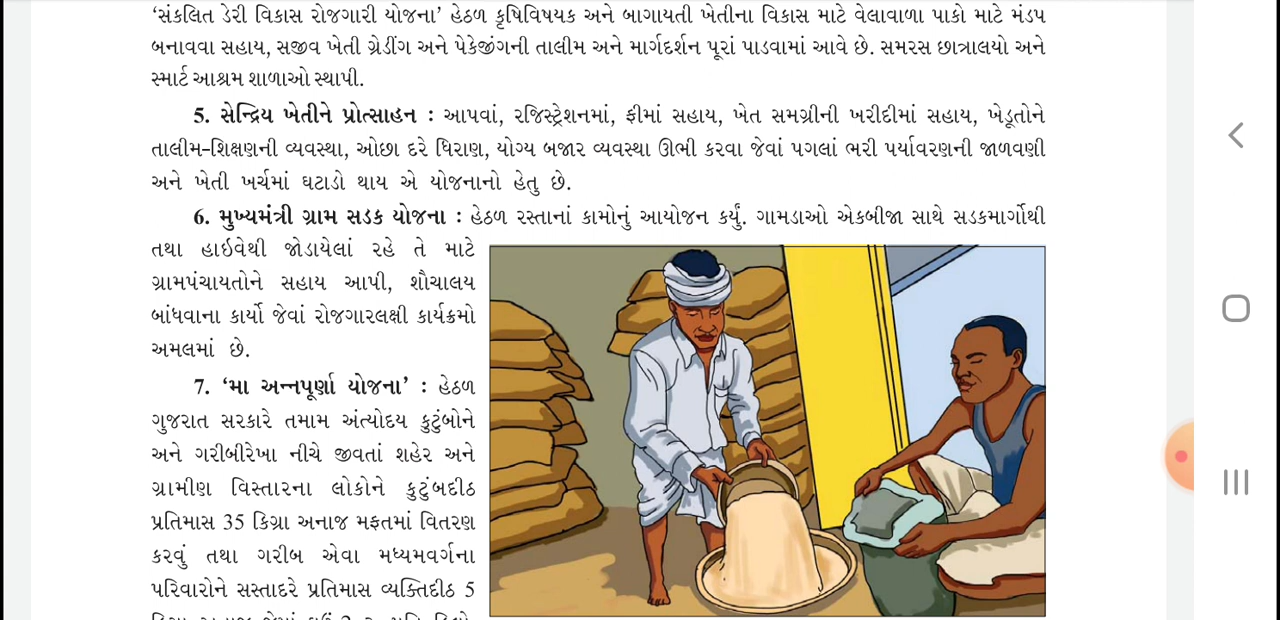 ‘સંકલિત ડેરી વિકાસ રોજગારી યોજના’ હેઠળ કૃષિવિષયક અને બાગાયતી ખેતીના વિકાસ માટે વેલાવાળા પાકો માટે મંડપ
બનાવવા સહાય, સજીવ ખેતી ગ્રેડીંગ અને પેકેજીંગની તાલીમ અને માર્ગદર્શન પૂરાં પાડવામાં આવે છે. સમરસ છાત્રાલયો અને
સ્માર્ટ આશ્રમ શાળાઓ સ્થાપી.
5. સેન્દ્રિય ખેતીને પ્રોત્સાહન : આપવાં, રજિસ્ટ્રેશનમાં, ફીમાં સહાય, ખેત સમગ્રીની ખરીદીમાં સહાય, ખેડૂતોને
તાલીમ-શિક્ષણની વ્યવસ્થા, ઓછા દરે ધિરાણ, યોગ્ય બજાર વ્યવસ્થા ઊભી કરવા જેવાં પગલાં ભરી પર્યાવરણની જાળવણી
અને ખેતી ખર્ચમાં ઘટાડો થાય એ યોજનાનો હેતુ છે.
6. મુખ્યમંત્રી ગ્રામ સડક યોજના : હેઠળ રસ્તાનાં કામોનું આયોજન કર્યું. ગામડાઓ એકબીજા સાથે સડકમાર્ગોથી
તથા હાઇવેથી જોડાયેલાં રહે તે માટે
ગ્રામપંચાયતોને સહાય આપી, શૌચાલય
બાંધવાના કાર્યો જેવાં રોજગારલક્ષી કાર્યક્રમો
અમલમાં છે.
7. ‘મા અન્નપૂર્ણા યોજના’ : હેઠળ
ગુજરાત સરકારે તમામ અંત્યોદય કુટુંબોને
અને ગરીબીરેખા નીચે જીવતાં શહેર અને
ગ્રામીણ વિસ્તારના લોકોને કુટુંબદીઠ
પ્રતિમાસ 35 કિગ્રા અનાજ મફતમાં વિતરણ
કરવું તથા ગરીબ એવા મધ્યમવર્ગના
પરિવારોને સસ્તાદરે પ્રતિમાસ વ્યક્તિદીઠ 5